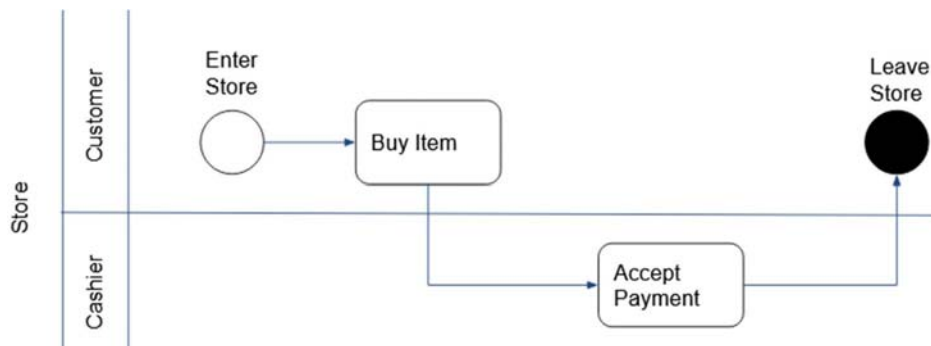 Store
Customer
Enter
Store
Buy Item
Leave
Store
Cashier
Accept
Payment